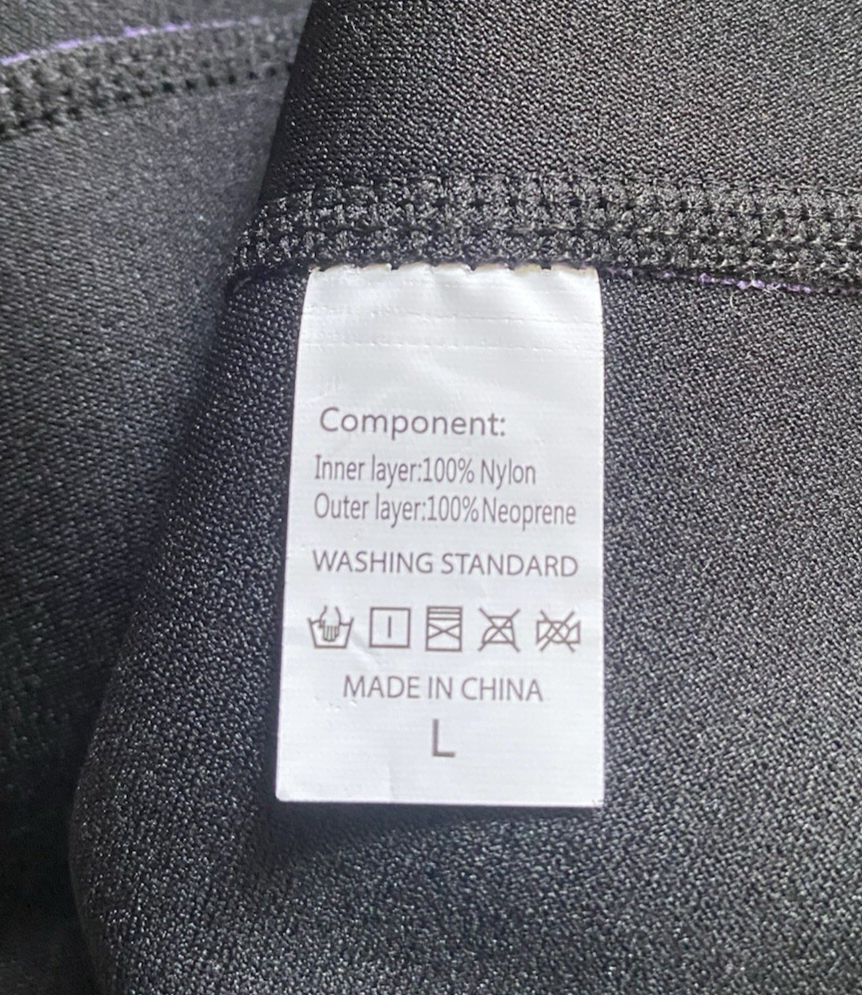 Component:
Inner layer:100% Nylon
Outer layer:100%Neoprene
WASHING STANDARD
MADE IN CHINA
L